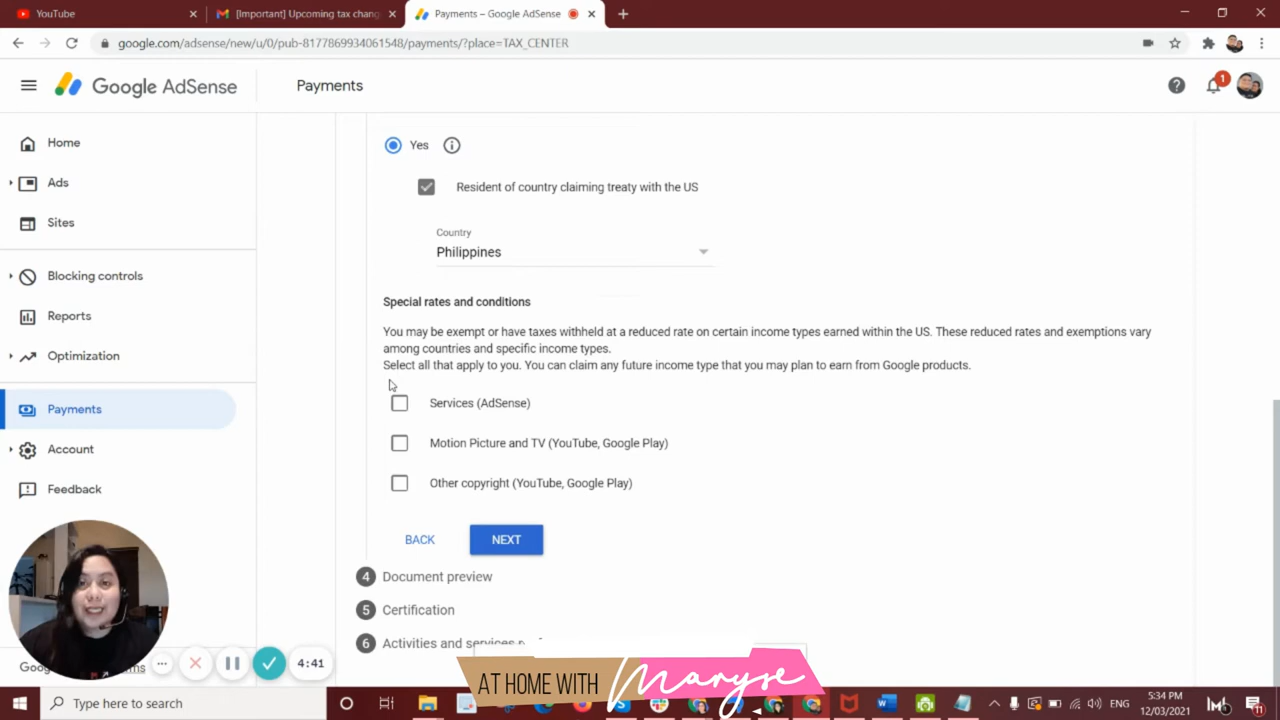 YouTube
[Important] Upcoming tax chang
Payments – Google AdSense
google.com/adsense/new/u/0/pub-8177869934061548/payments/?place=TAX_CENTER
Google AdSense
Payments
1
Home
Ads
Sites
Blocking controls
Reports
Optimization
Payments
Account
Feedback
Yes
Resident of country claiming treaty with the US
Country
Philippines
Special rates and conditions
You may be exempt or have taxes withheld at a reduced rate on certain income types earned within the US. These reduced rates and exemptions vary
among countries and specific income types.
Select all that apply to you. You can claim any future income type that you may plan to earn from Google products.
Services (AdSense)
Motion Picture and TV (YouTube, Google Play)
Other copyright (YouTube, Google Play)
BACK
NEXT
4 Document preview
5 Certification
6 Activities and services
4:41
AT HOME WITH Maryse
Type here to search
ENG
5:34 PM
12/03/2021
11